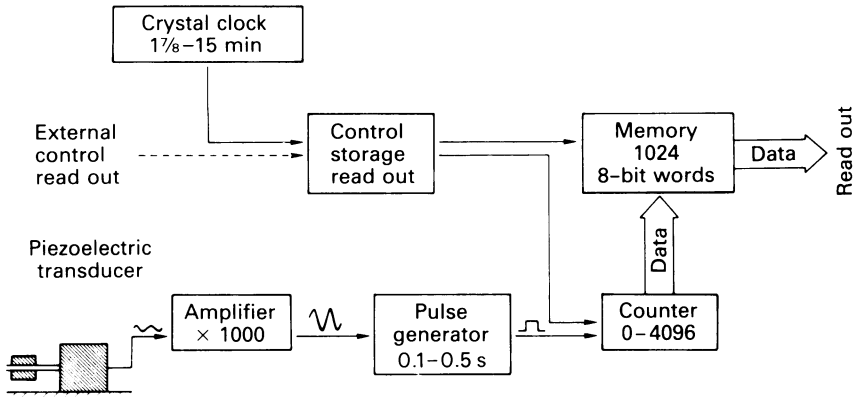 Crystal clock
1⅞–15 min
External
control
read out
Control
storage
read out
Memory
1024
8-bit words
Data
Read out
Data
Piezoelectric
transducer
Amplifier
× 1000
Pulse
generator
0.1–0.5 s
Counter
0–4096